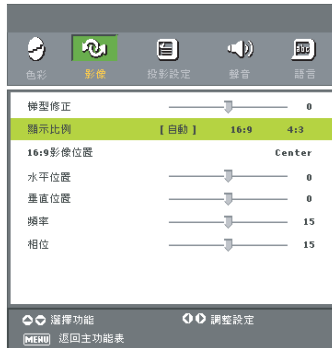 色彩 影像 投影設定 聲音 語言
梯型修正 0
顯示比例 [ 自動 ] 16:9 4:3
16:9影像位置 Center
水平位置 0
垂直位置 0
頻率 15
相位 15
選擇功能 調整設定
MENU 返回主功能表